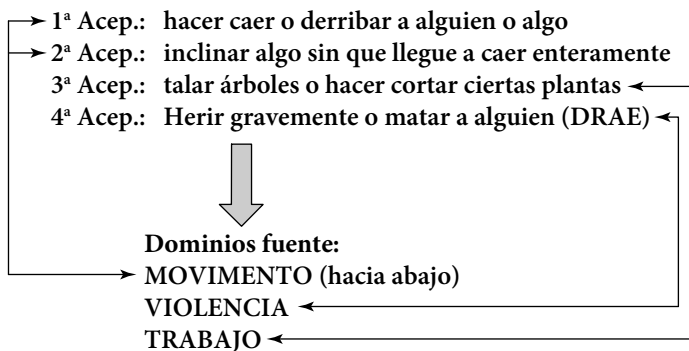 1ª Acep.: hacer caer o derribar a alguien o algo
2ª Acep.: inclinar algo sin que llegue a caer enteramente
3ª Acep.: talar árboles o hacer cortar ciertas plantas
4ª Acep.: Herir gravemente o matar a alguien (DRAE)
Dominios fuente:
MOVIMENTO (hacia abajo)
VIOLENCIA
TRABAJO